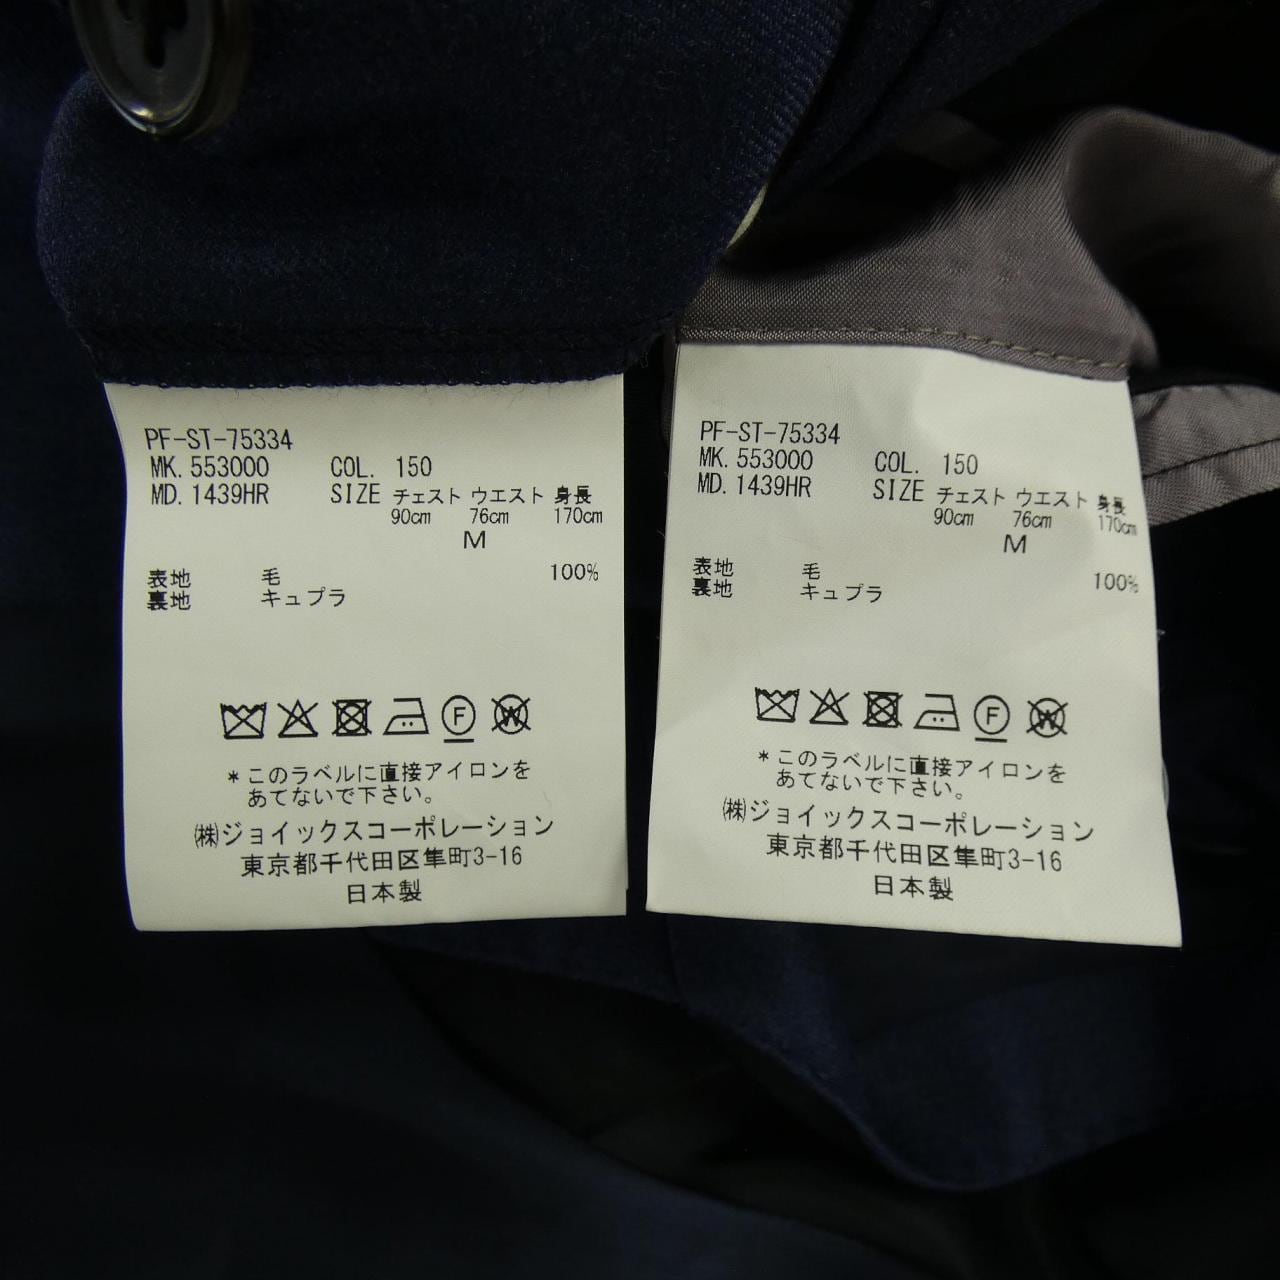 PF-ST-75334
MK. 553000 COL. 150
MD. 1439HR SIZE チェスト ウエスト 身長
90cm 76cm 170cm
M
表地 毛 100%
裏地 キュプラ
F
W
*このラベルに直接アイロンを
あてないで下さい。
㈱ジョイックスコーポレーション
東京都千代田区隼町3-16
日本製
PF-ST-75334
MK. 553000 COL. 150
MD. 1439HR SIZE チェスト ウエスト 身長
90cm 76cm 170cm
M
表地 毛 100%
裏地 キュプラ
F
W
*このラベルに直接アイロンを
あてないで下さい。
㈱ジョイックスコーポレーション
東京都千代田区隼町3-16
日本製